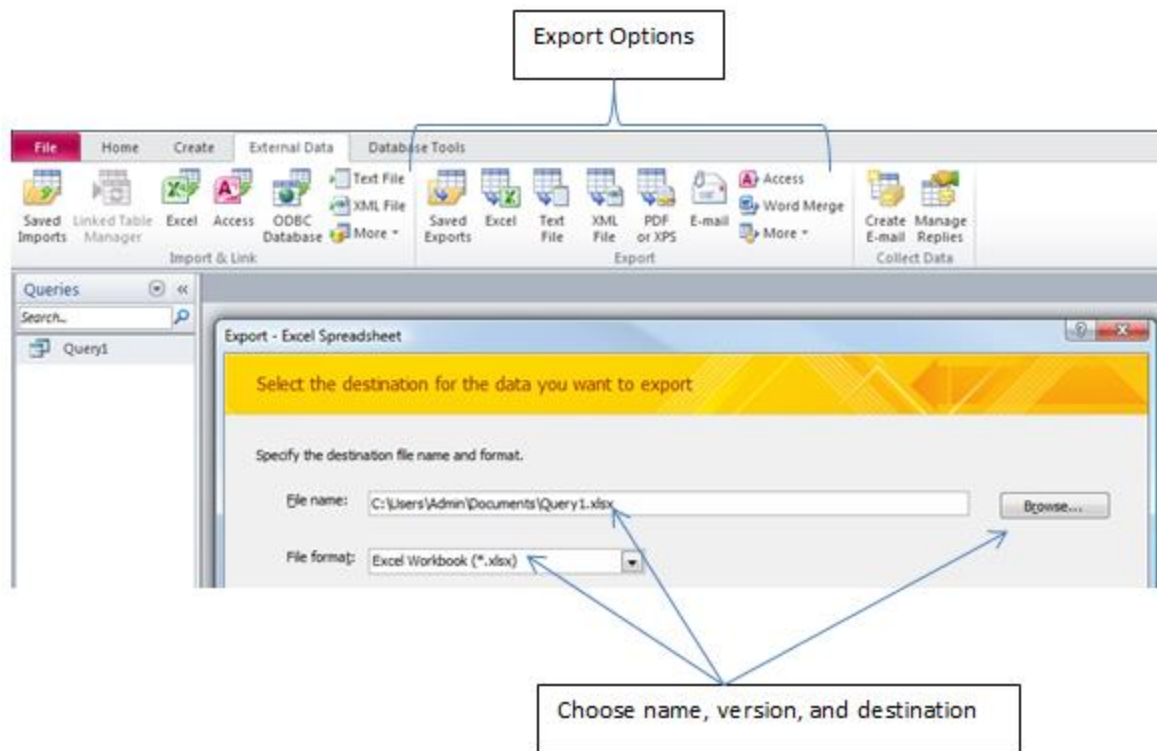 Export Options
File Home Create External Data Database Tools
Saved Imports
Linked Table Manager
Excel
Access
ODBC Database
Text File
XML File
More
Import & Link
Saved Exports
Excel
Text File
XML File
PDF or XPS
E-mail
Access
Word Merge
More
Export
Create E-mail
Manage Replies
Collect Data
Queries
Search...
Query1
Export - Excel Spreadsheet
Select the destination for the data you want to export
Specify the destination file name and format.
File name: C:\Users\Admin\Documents\Query1.xlsx Browse...
File format: Excel Workbook (*.xlsx)
Choose name, version, and destination